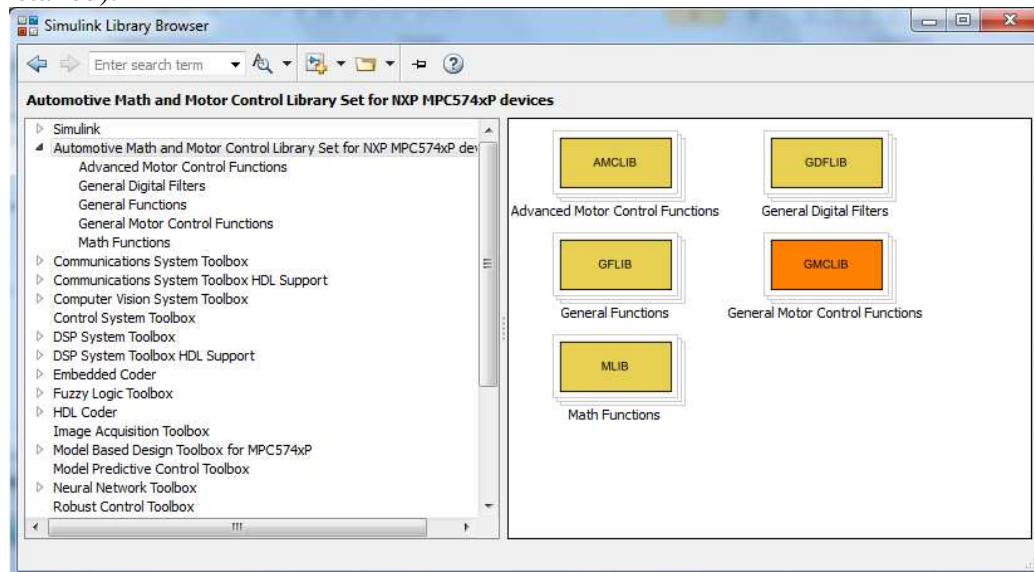 Simulink Library Browser
Enter search term
Automotive Math and Motor Control Library Set for NXP MPC574xP devices
Simulink
Automotive Math and Motor Control Library Set for NXP MPC574xP dev
Advanced Motor Control Functions
General Digital Filters
General Functions
General Motor Control Functions
Math Functions
Communications System Toolbox
Communications System Toolbox HDL Support
Computer Vision System Toolbox
Control System Toolbox
DSP System Toolbox
DSP System Toolbox HDL Support
Embedded Coder
Fuzzy Logic Toolbox
HDL Coder
Image Acquisition Toolbox
Model Based Design Toolbox for MPC574xP
Model Predictive Control Toolbox
Neural Network Toolbox
Robust Control Toolbox
AMCLIB
GDFLIB
Advanced Motor Control Functions
General Digital Filters
GFLIB
GMCLIB
General Functions
General Motor Control Functions
MLIB
Math Functions